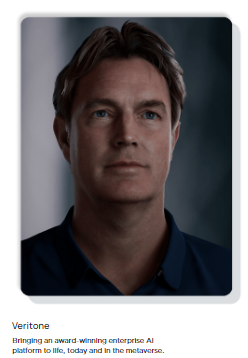 Veritone
Bringing an award-winning enterprise AI
platform to life, today and in the metaverse.